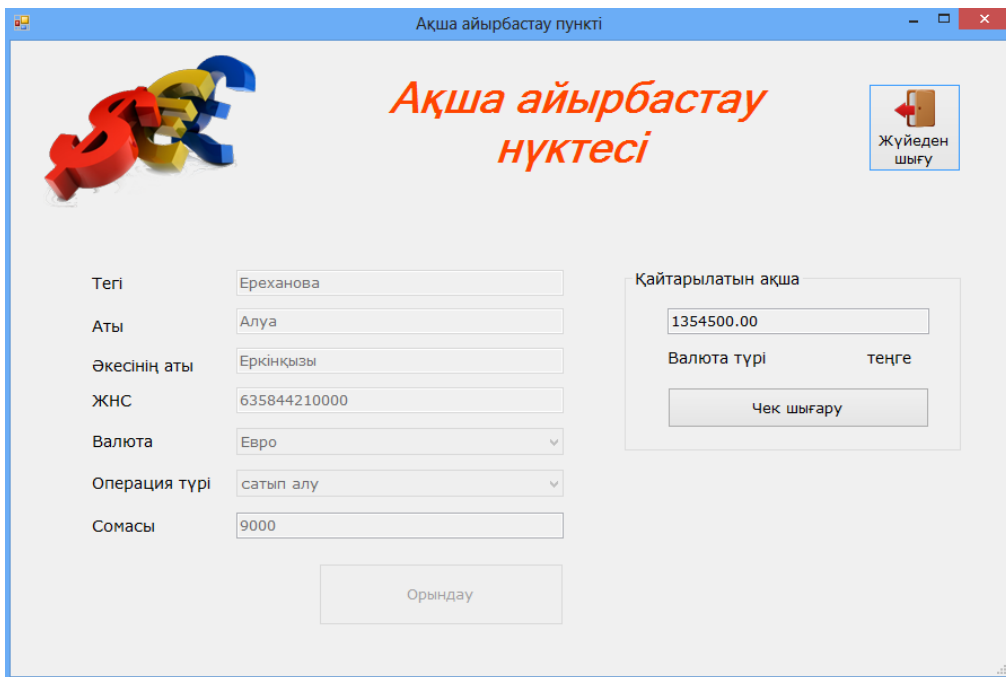 Ақша айырбастау пункті
Ақша айырбастау
нүктесі
Жүйеден
шығу
Тегі Ереханова
Аты Алуа
Әкесінің аты Еркінқызы
ЖНС 635844210000
Валюта Евро
Операция түрі сатып алу
Сомасы 9000
Орындау
Қайтарылатын ақша
1354500.00
Валюта түрі теңге
Чек шығару